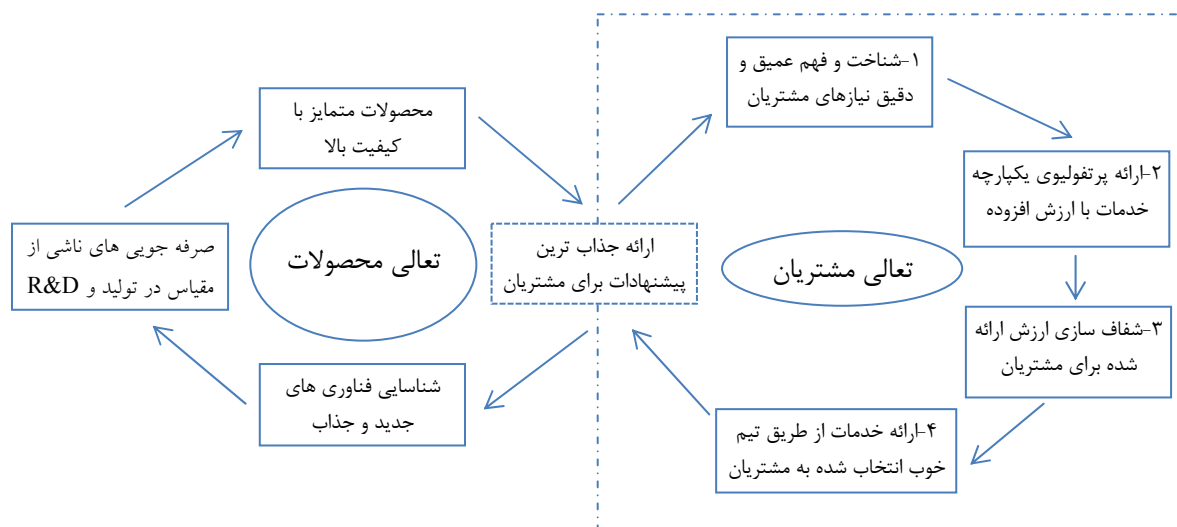 ۱-شناخت و فهم عمیق و
دقیق نیازهای مشتریان
۲-ارائه پرتفولیوی یکپارچه
خدمات با ارزش افزوده
۳-شفاف سازی ارزش ارائه
شده برای مشتریان
۴-ارائه خدمات از طریق تیم
خوب انتخاب شده به مشتریان
تعالی مشتریان
ارائه جذاب ترین
پیشنهادات برای مشتریان
محصولات متمایز با
کیفیت بالا
تعالی محصولات
صرفه جویی های ناشی از
مقیاس در تولید و R&D
شناسایی فناوری های
جدید و جذاب